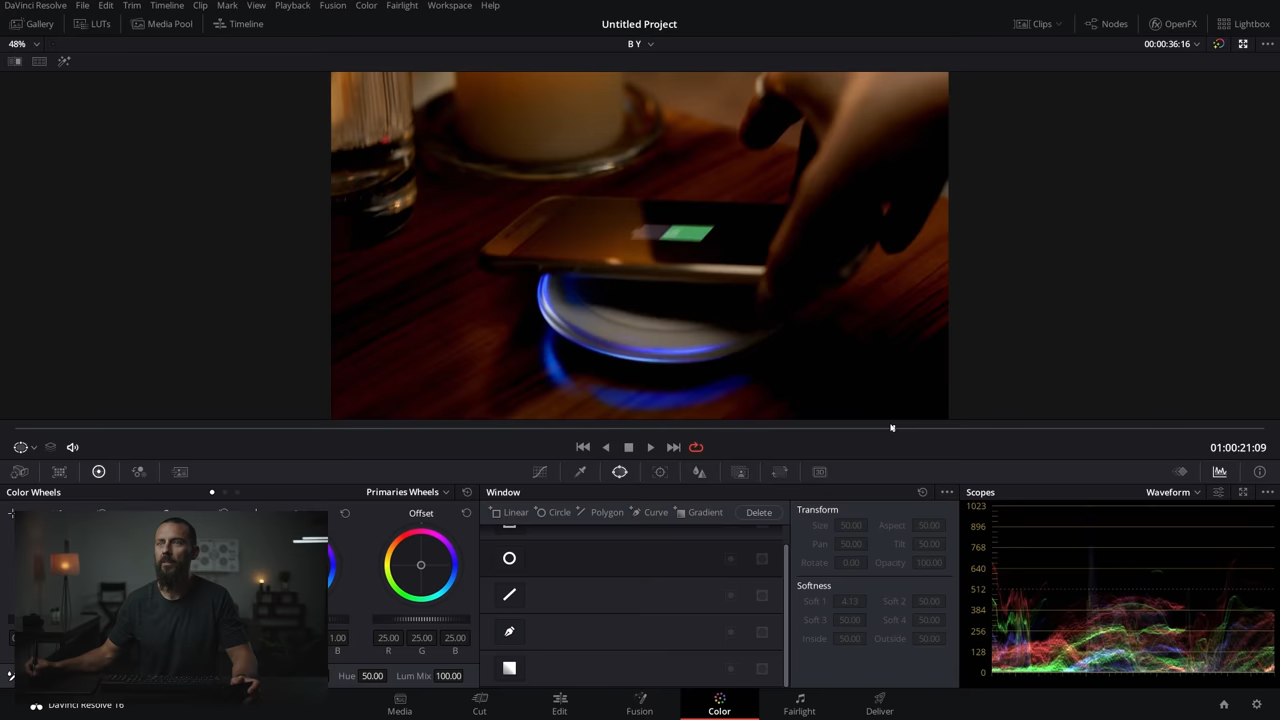 DaVinci Resolve File Edit Trim Timeline Clip Mark View Playback Fusion Color Fairlight Workspace Help
Gallery LUTs Media Pool Timeline Untitled Project Clips Nodes OpenFX Lightbox
48% B Y 00:00:36:16
01:00:21:09
Color Wheels Primaries Wheels Window Scopes Waveform
Offset Linear Circle Polygon Curve Gradient Delete Transform 1023
Size 50.00 Aspect 50.00 896
Pan 50.00 Tilt 50.00 768
Rotate 0.00 Opacity 100.00 640
Softness 512
Soft 1 4.13 Soft 2 50.00 384
Soft 3 50.00 Soft 4 50.00 256
1.00 25.00 25.00 25.00 Inside 50.00 Outside 50.00 128
B R G B
Hue 50.00 Lum Mix 100.00 0
DaVinci Resolve 16 Media Cut Edit Fusion Color Fairlight Deliver